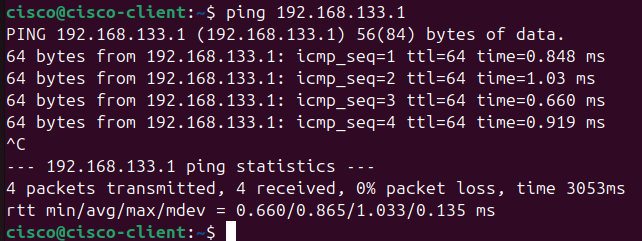 cisco@cisco-client:~$ ping 192.168.133.1
PING 192.168.133.1 (192.168.133.1) 56(84) bytes of data.
64 bytes from 192.168.133.1: icmp_seq=1 ttl=64 time=0.848 ms
64 bytes from 192.168.133.1: icmp_seq=2 ttl=64 time=1.03 ms
64 bytes from 192.168.133.1: icmp_seq=3 ttl=64 time=0.660 ms
64 bytes from 192.168.133.1: icmp_seq=4 ttl=64 time=0.919 ms
^C
--- 192.168.133.1 ping statistics ---
4 packets transmitted, 4 received, 0% packet loss, time 3053ms
rtt min/avg/max/mdev = 0.660/0.865/1.033/0.135 ms
cisco@cisco-client:~$